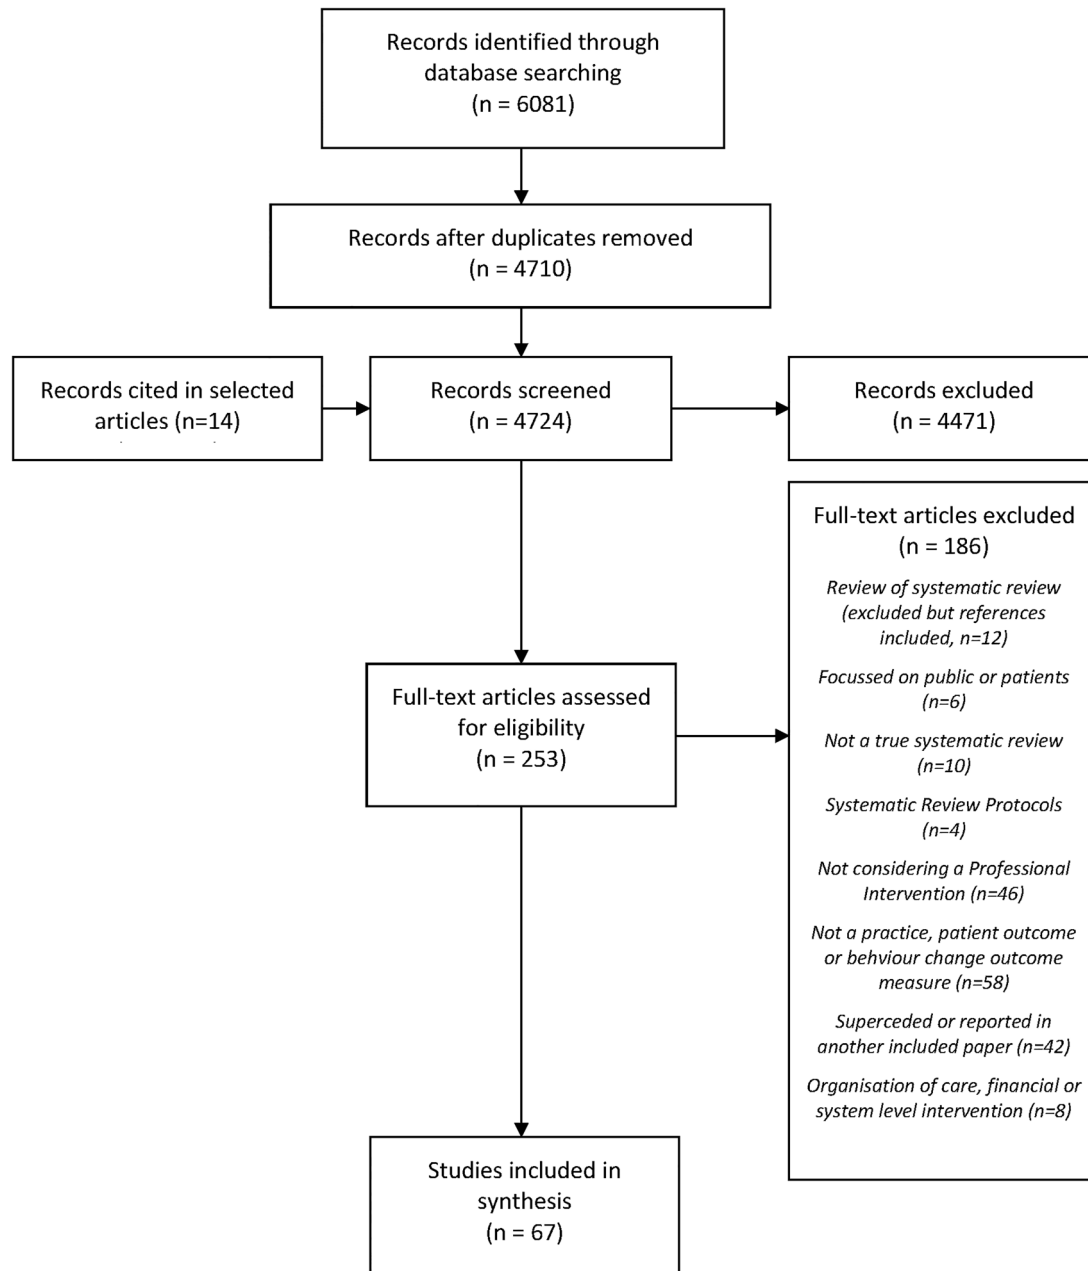 Records identified through
database searching
(n = 6081)
Records after duplicates removed
(n = 4710)
Records cited in selected
articles (n=14)
Records screened
(n = 4724)
Records excluded
(n = 4471)
Full-text articles assessed
for eligibility
(n = 253)
Full-text articles excluded
(n = 186)
Review of systematic review
(excluded but references
included, n=12)
Focussed on public or patients
(n=6)
Not a true systematic review
(n=10)
Systematic Review Protocols
(n=4)
Not considering a Professional
Intervention (n=46)
Not a practice, patient outcome
or behviour change outcome
measure (n=58)
Superceded or reported in
another included paper (n=42)
Organisation of care, financial or
system level intervention (n=8)
Studies included in
synthesis
(n = 67)